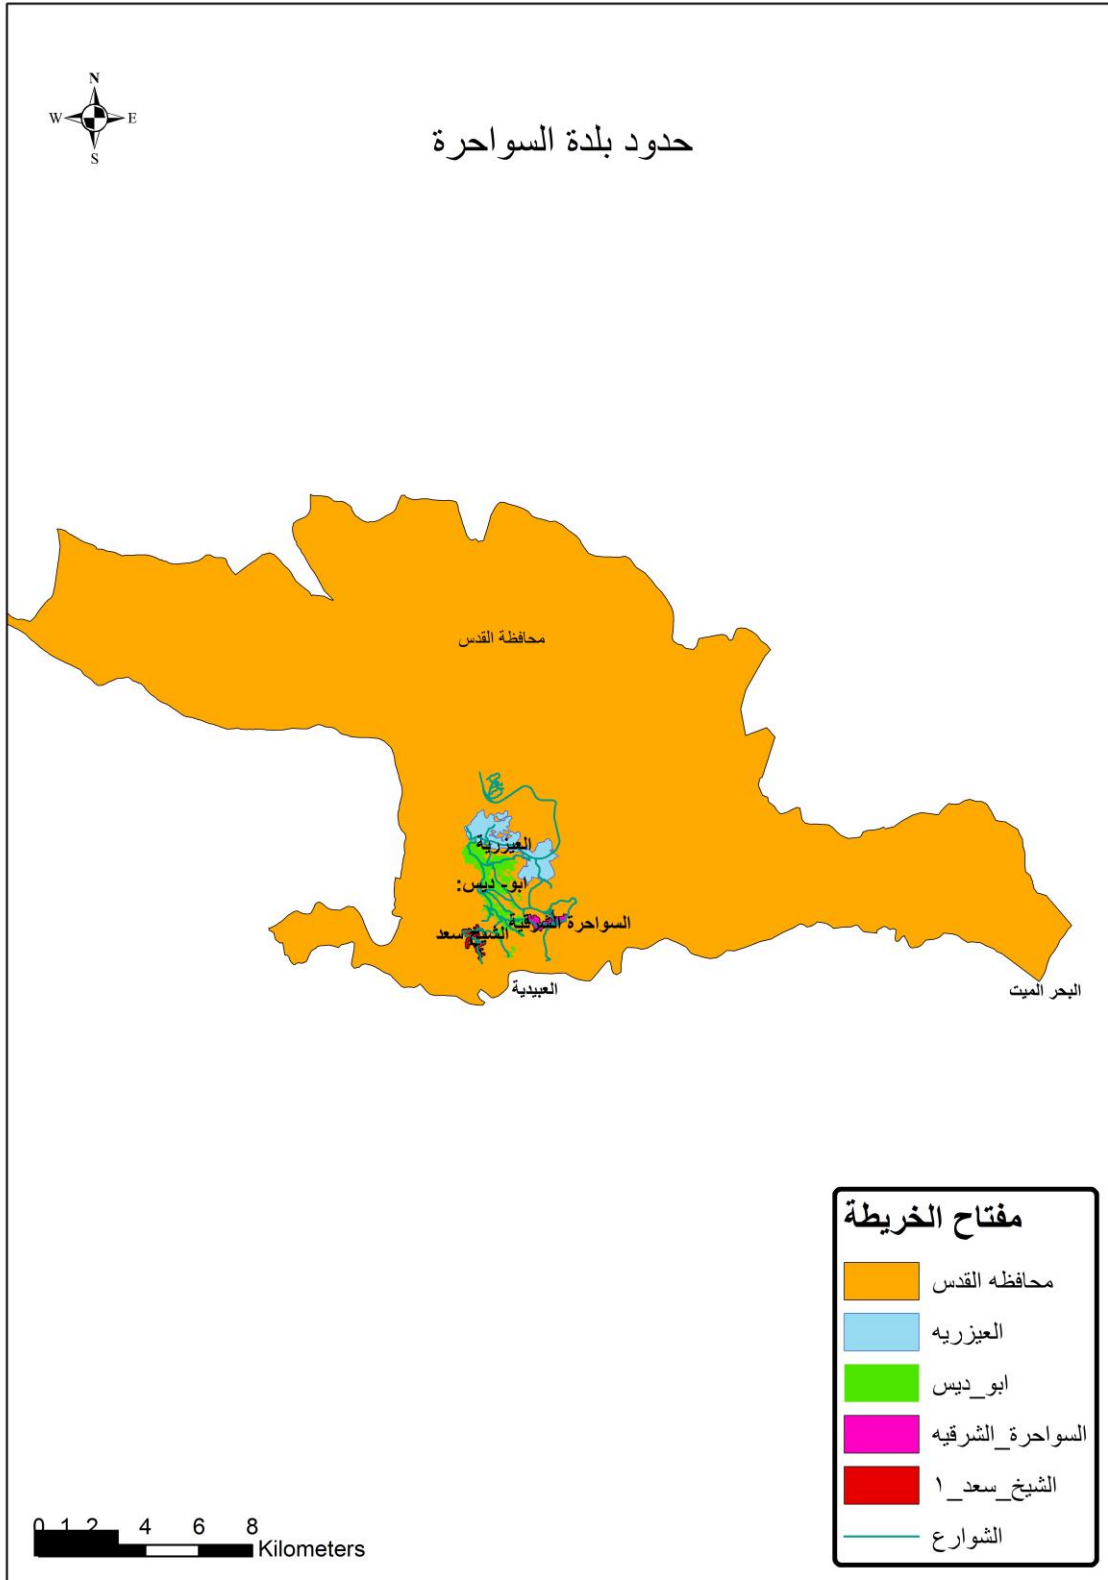 N
W E
S
حدود بلدة السواحرة
محافظة القدس
العيزرية
ابو- ديس:
السواحرة الشرقية
الشيخ سعد
العبيدية
البحر الميت
مفتاح الخريطة
محافظه القدس
العيزريه
ابو_ديس
السواحرة_الشرقيه
الشيخ_سعد_١
الشوارع
0 1 2 4 6 8
Kilometers